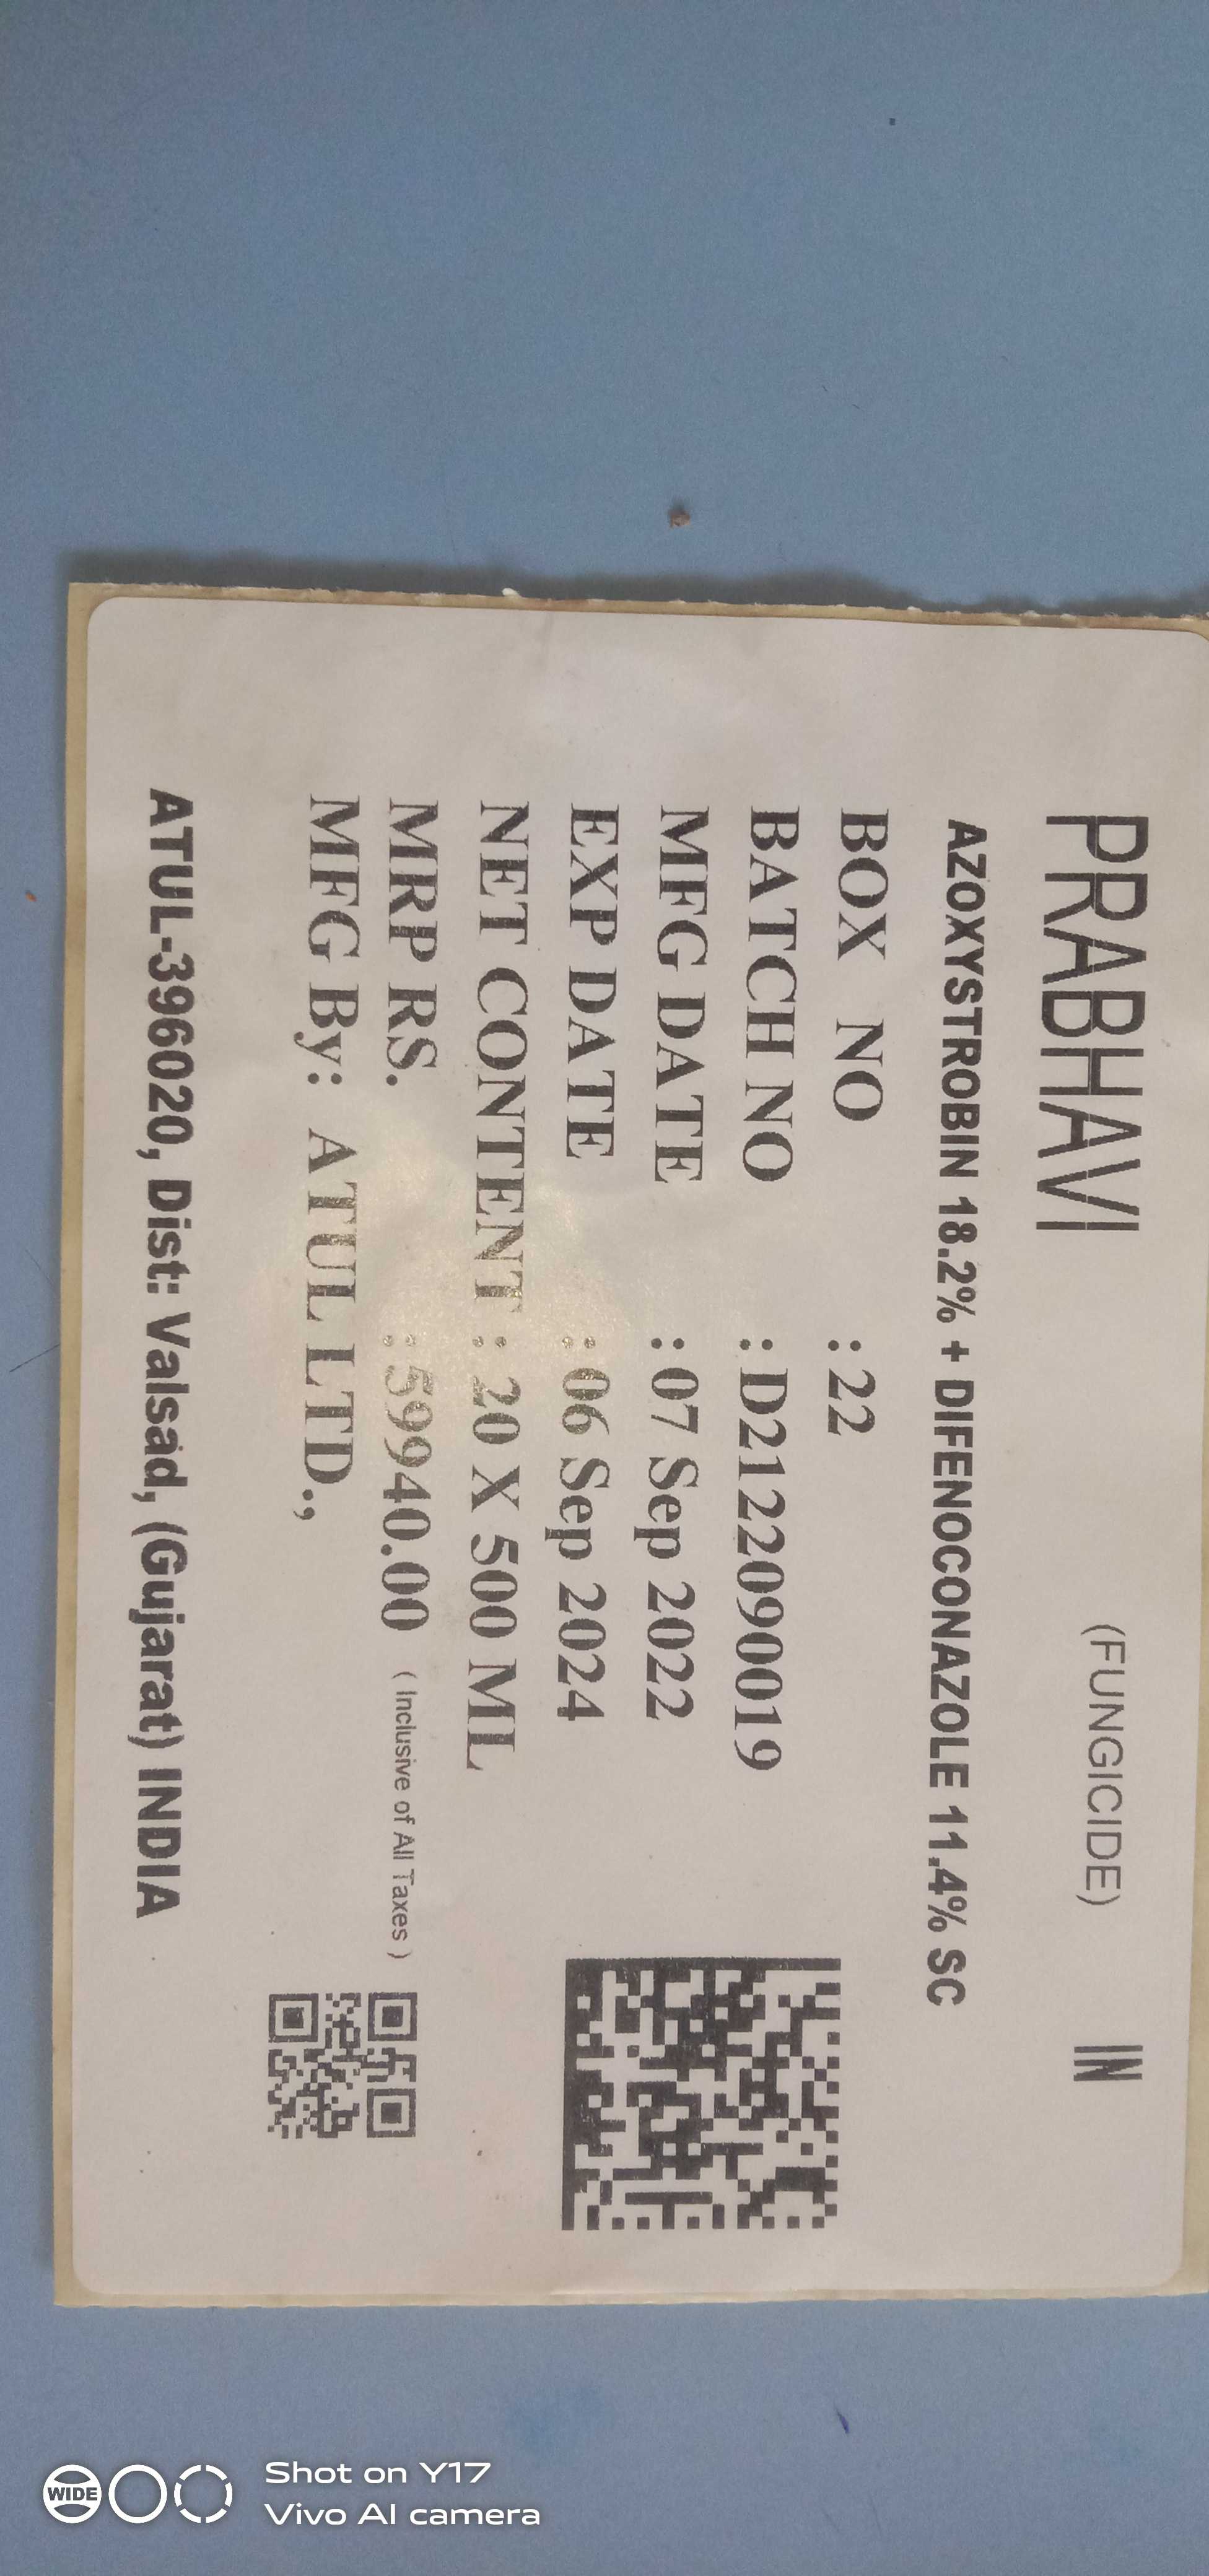 PRABHAVI (FUNGICIDE) IN
AZOXYSTROBIN 18.2% + DIFENOCONAZOLE 11.4% SC
BOX NO : 22
BATCH NO : D2122090019
MFG DATE : 07 Sep 2022
EXP DATE : 06 Sep 2024
NET CONTENT : 20 X 500 ML
MRP RS. : 59940.00 ( Inclusive of All Taxes )
MFG By: ATUL LTD.,
ATUL-396020, Dist: Valsad, (Gujarat) INDIA
WIDE
Shot on Y17
Vivo AI camera